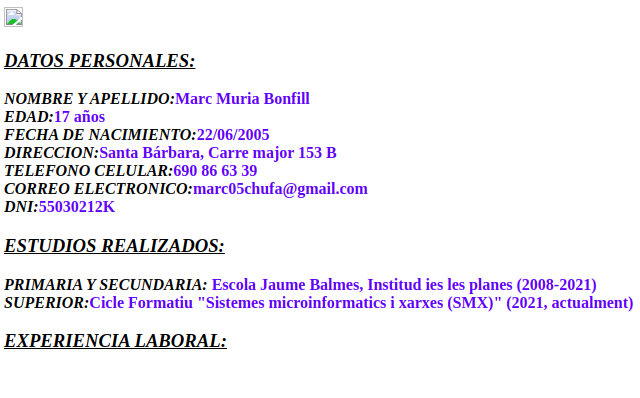 DATOS PERSONALES:
NOMBRE Y APELLIDO:Marc Muria Bonfill
EDAD:17 años
FECHA DE NACIMIENTO:22/06/2005
DIRECCION:Santa Bárbara, Carre major 153 B
TELEFONO CELULAR:690 86 63 39
CORREO ELECTRONICO:marc05chufa@gmail.com
DNI:55030212K
ESTUDIOS REALIZADOS:
PRIMARIA Y SECUNDARIA: Escola Jaume Balmes, Institud ies les planes (2008-2021)
SUPERIOR:Cicle Formatiu "Sistemes microinformatics i xarxes (SMX)" (2021, actualment)
EXPERIENCIA LABORAL: